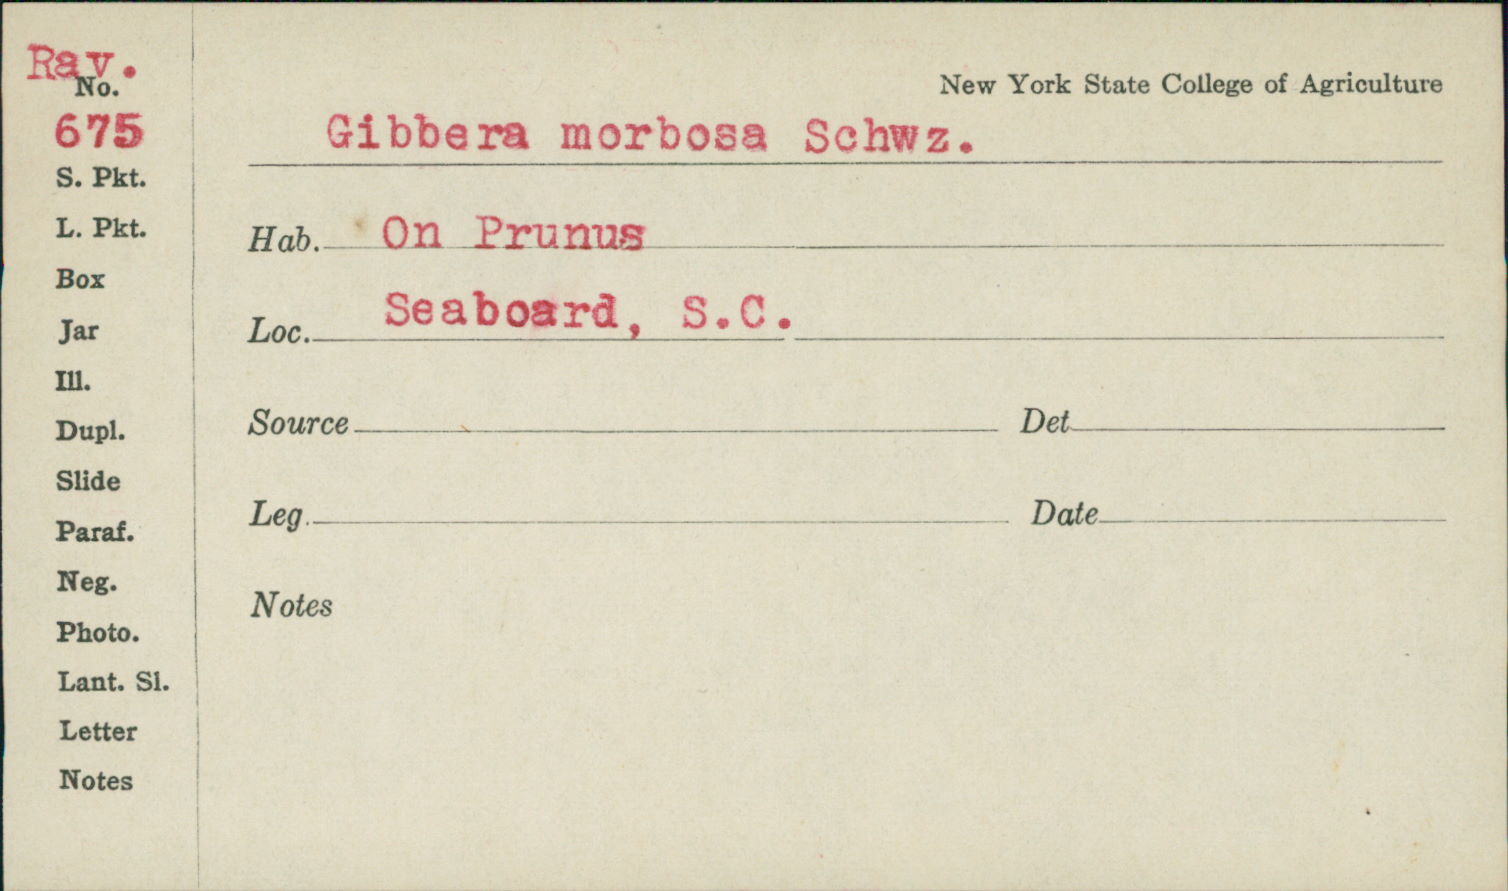 Rav.
No.
675
S. Pkt.
L. Pkt.
Box
Jar
Ill.
Dupl.
Slide
Paraf.
Neg.
Photo.
Lant. Sl.
Letter
Notes
New York State College of Agriculture
Gibbera morbosa Schwz.
Hab. On Prunus
Loc. Seaboard, S.C.
Source Det
Leg. Date
Notes